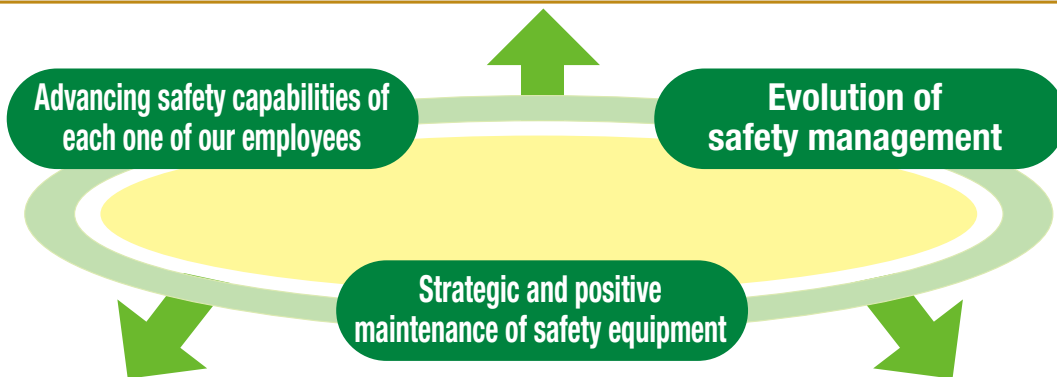 Advancing safety capabilities of
each one of our employees
Evolution of
safety management
Strategic and positive
maintenance of safety equipment